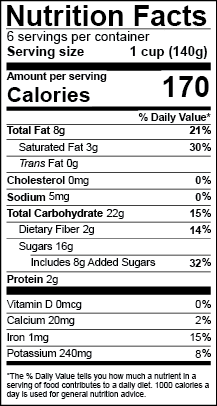 Nutrition Facts
6 servings per container
Serving size 1 cup (140g)
Amount per serving
Calories 170
% Daily Value*
Total Fat 8g 21%
Saturated Fat 3g 30%
Trans Fat 0g
Cholesterol 0mg 0%
Sodium 5mg 0%
Total Carbohydrate 22g 15%
Dietary Fiber 2g 14%
Sugars 16g
Includes 8g Added Sugars 32%
Protein 2g
Vitamin D 0mcg 0%
Calcium 20mg 2%
Iron 1mg 15%
Potassium 240mg 8%
*The % Daily Value tells you how much a nutrient in a
serving of food contributes to a daily diet. 1000 calories a
day is used for general nutrition advice.